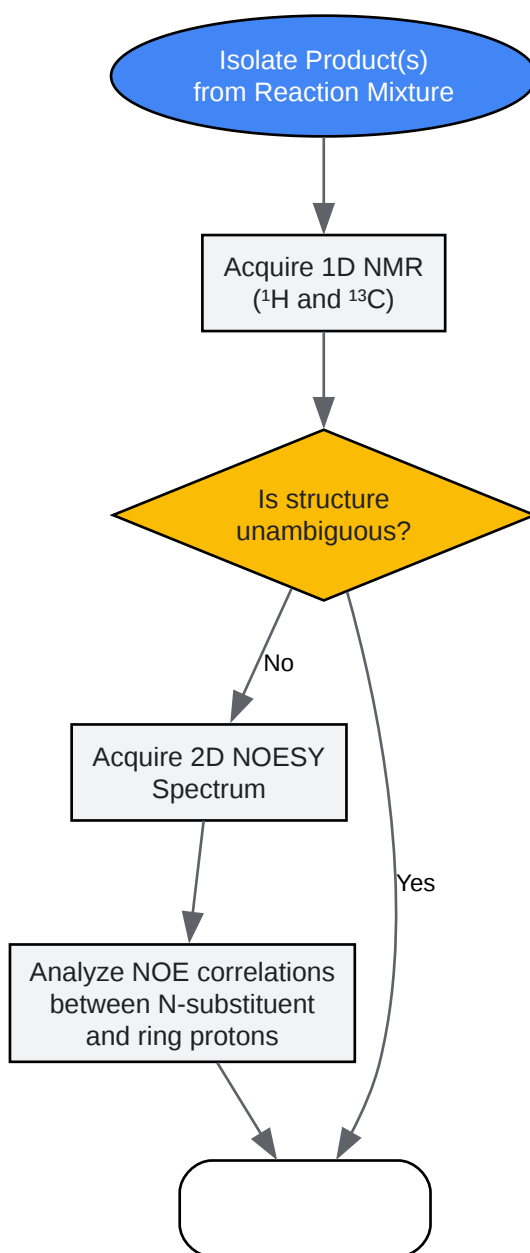 Isolate Product(s)
from Reaction Mixture
Acquire 1D NMR
(¹H and ¹³C)
Is structure
unambiguous?
No
Acquire 2D NOESY
Spectrum
Yes
Analyze NOE correlations
between N-substituent
and ring protons